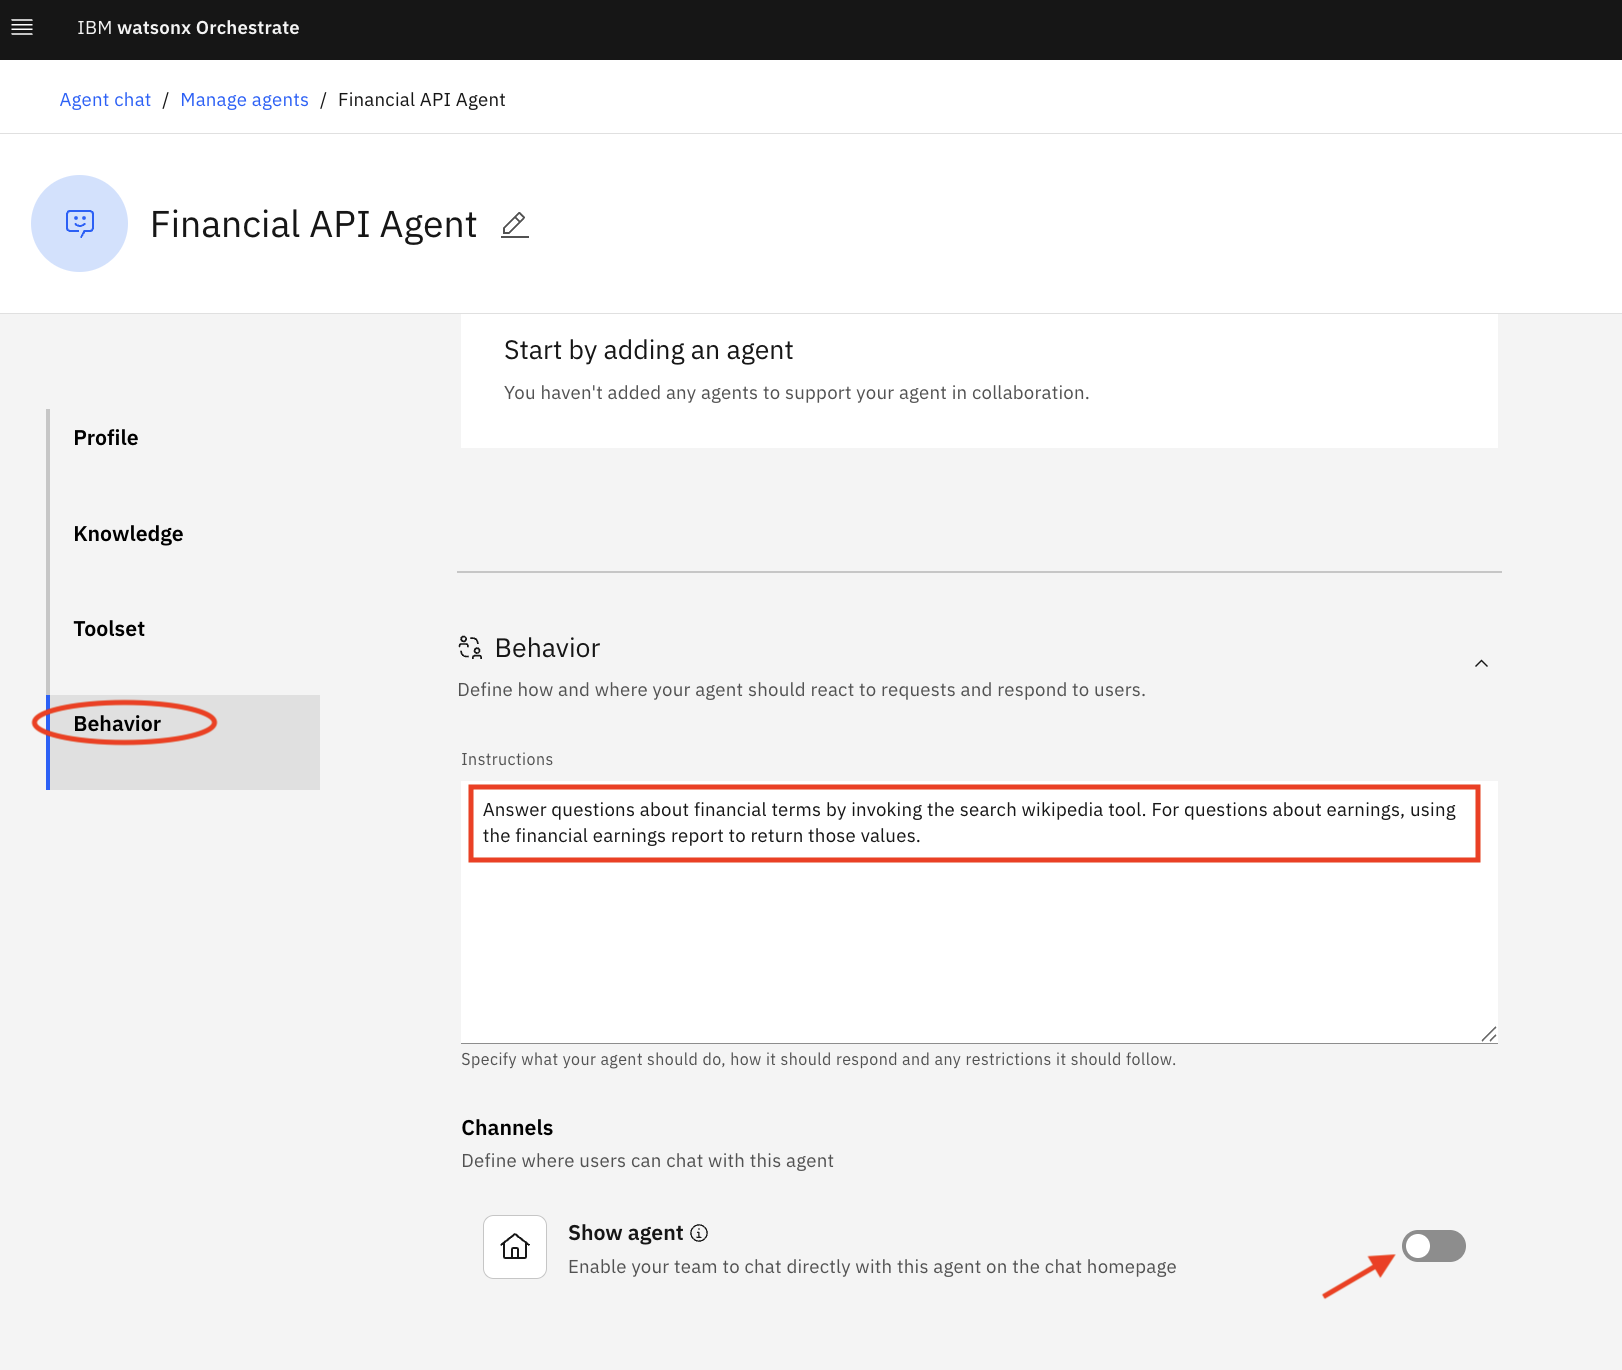 IBM watsonx Orchestrate
Agent chat / Manage agents / Financial API Agent
Financial API Agent
Start by adding an agent
You haven't added any agents to support your agent in collaboration.
Profile
Knowledge
Toolset
Behavior
Behavior
Define how and where your agent should react to requests and respond to users.
Instructions
Answer questions about financial terms by invoking the search wikipedia tool. For questions about earnings, using
the financial earnings report to return those values.
Specify what your agent should do, how it should respond and any restrictions it should follow.
Channels
Define where users can chat with this agent
Show agent
Enable your team to chat directly with this agent on the chat homepage